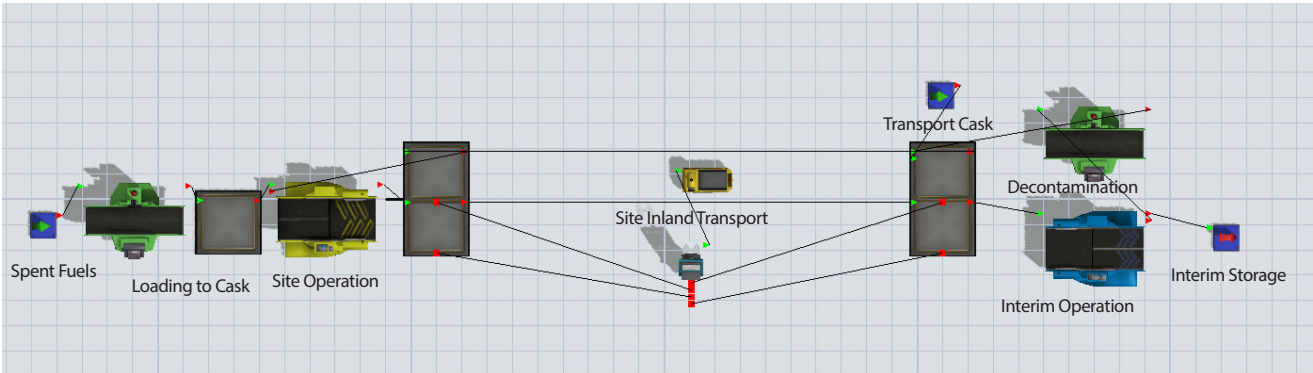 Transport Cask
Decontamination
Site Inland Transport
Spent Fuels
Loading to Cask
Site Operation
Interim Storage
Interim Operation